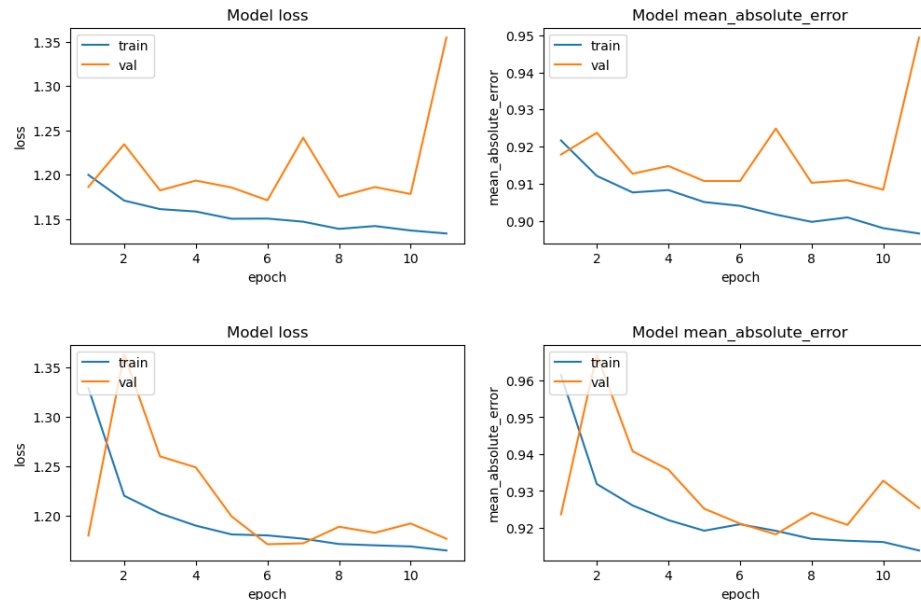 Model loss
loss
1.35
1.30
1.25
1.20
1.15
train
val
2 4 6 8 10
epoch
Model mean_absolute_error
mean_absolute_error
0.95
0.94
0.93
0.92
0.91
0.90
train
val
2 4 6 8 10
epoch
Model loss
loss
1.35
1.30
1.25
1.20
train
val
2 4 6 8 10
epoch
Model mean_absolute_error
mean_absolute_error
0.96
0.95
0.94
0.93
0.92
train
val
2 4 6 8 10
epoch